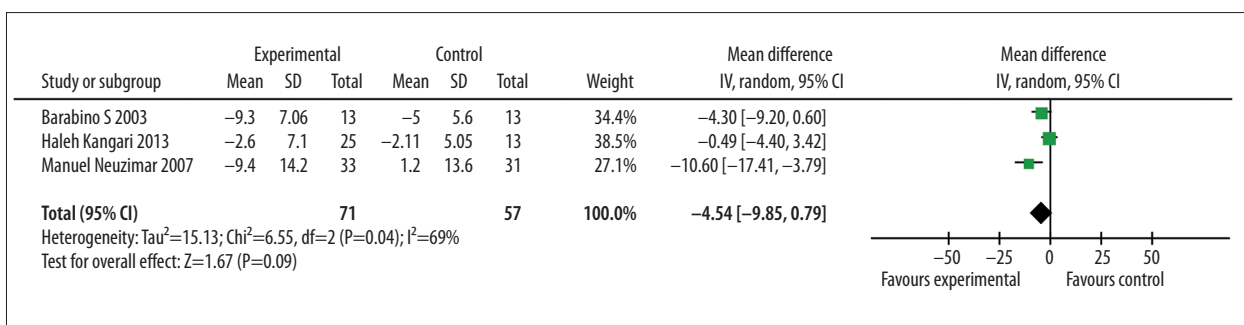 Experimental Control Mean difference Mean difference
Study or subgroup Mean SD Total Mean SD Total Weight IV, random, 95% CI IV, random, 95% CI
Barabino S 2003 −9.3 7.06 13 −5 5.6 13 34.4% −4.30 [−9.20, 0.60]
Haleh Kangari 2013 −2.6 7.1 25 −2.11 5.05 13 38.5% −0.49 [−4.40, 3.42]
Manuel Neuzimar 2007 −9.4 14.2 33 1.2 13.6 31 27.1% −10.60 [−17.41, −3.79]
Total (95% CI) 71 57 100.0% −4.54 [−9.85, 0.79]
Heterogeneity: Tau²=15.13; Chi²=6.55, df=2 (P=0.04); I²=69%
Test for overall effect: Z=1.67 (P=0.09)
−50 −25 0 25 50
Favours experimental Favours control